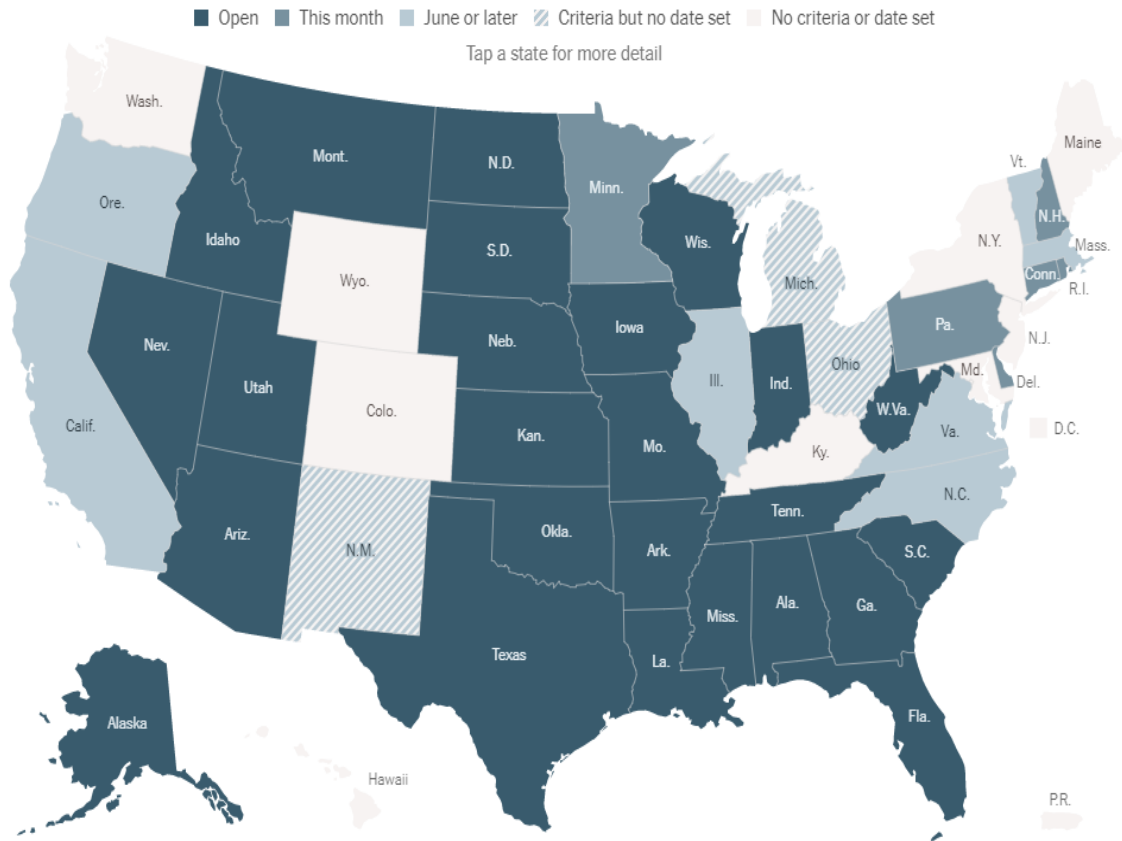 Open This month June or later Criteria but no date set No criteria or date set
Tap a state for more detail
Wash.
Maine
Mont.
N.D.
Vt.
Minn.
Ore.
N.H.
Idaho
S.D.
Wis.
N.Y.
Mass.
Wyo.
Mich.
Conn.
R.I.
Iowa
Pa.
Nev.
Neb.
N.J.
Ohio
Md.
Utah
Ill.
Ind.
Del.
Colo.
W.Va.
Calif.
Kan.
Va.
D.C.
Mo.
Ky.
N.C.
Tenn.
Ariz.
Okla.
N.M.
Ark.
S.C.
Miss.
Ala.
Ga.
Texas
La.
Alaska
Fla.
Hawaii
P.R.